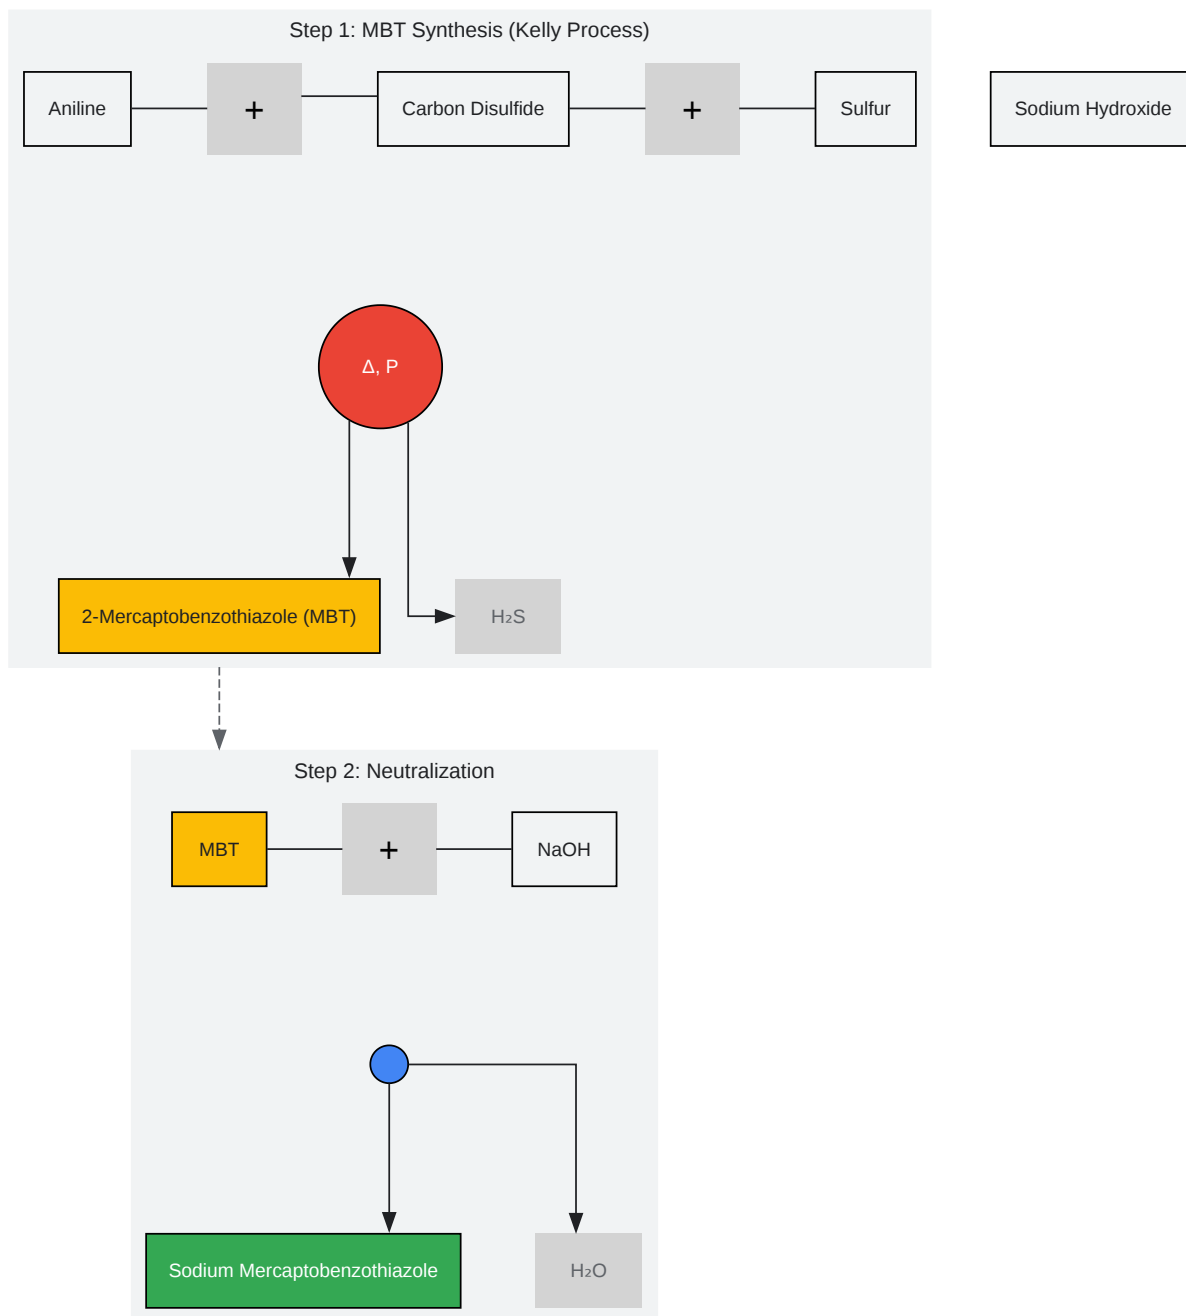 Step 1: MBT Synthesis (Kelly Process)
Aniline
+
Carbon Disulfide
+
Sulfur
Sodium Hydroxide
Δ, P
2-Mercaptobenzothiazole (MBT)
H₂S
Step 2: Neutralization
MBT
+
NaOH
Sodium Mercaptobenzothiazole
H₂O